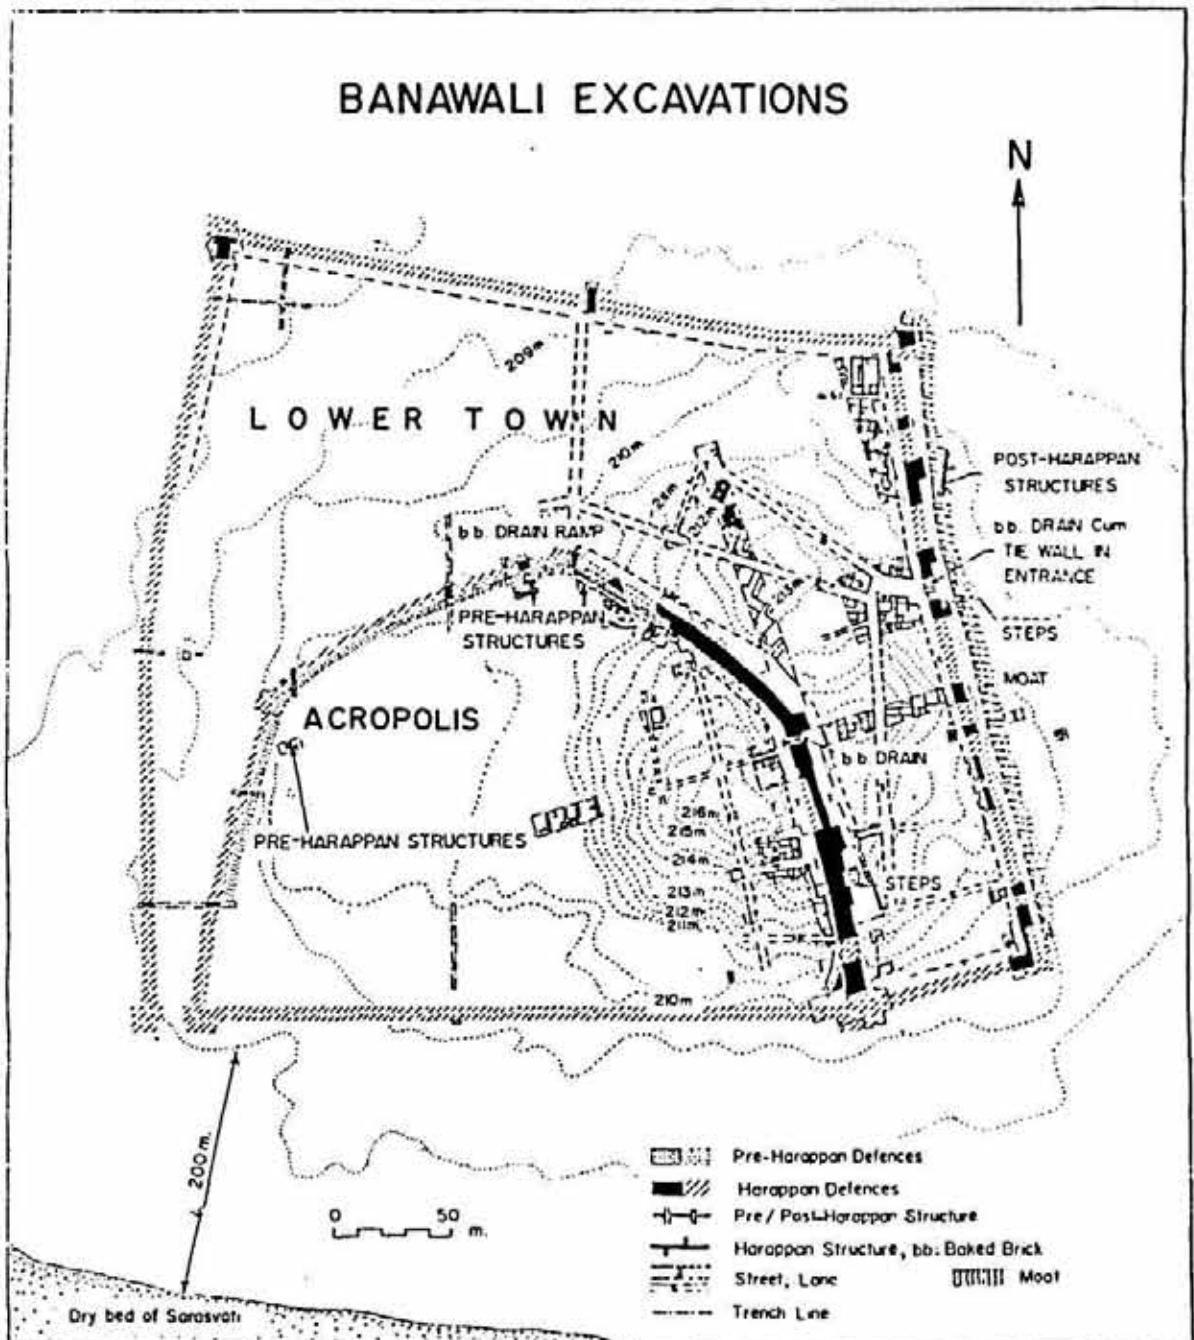 BANAWALI EXCAVATIONS
N
209m
LOWER TOWN
210m
POST-HARAPPAN
STRUCTURES
212m
b b. DRAIN RAMP
bb. DRAIN Cum
TIE WALL IN
ENTRANCE
213m
PRE-HARAPPAN
STRUCTURES
STEPS
MOAT
ACROPOLIS
b b DRAIN
216m
215m
PRE-HARAPPAN STRUCTURES
214m
STEPS
213m
212m
211m
210m
200m.
Pre-Harappan Defences
Harappan Defences
0 50
m.
Pre / Post-Harappan Structure
Harappan Structure, bb: Baked Brick
Street, Lane
Moat
Trench Line
Dry bed of Sarasvati